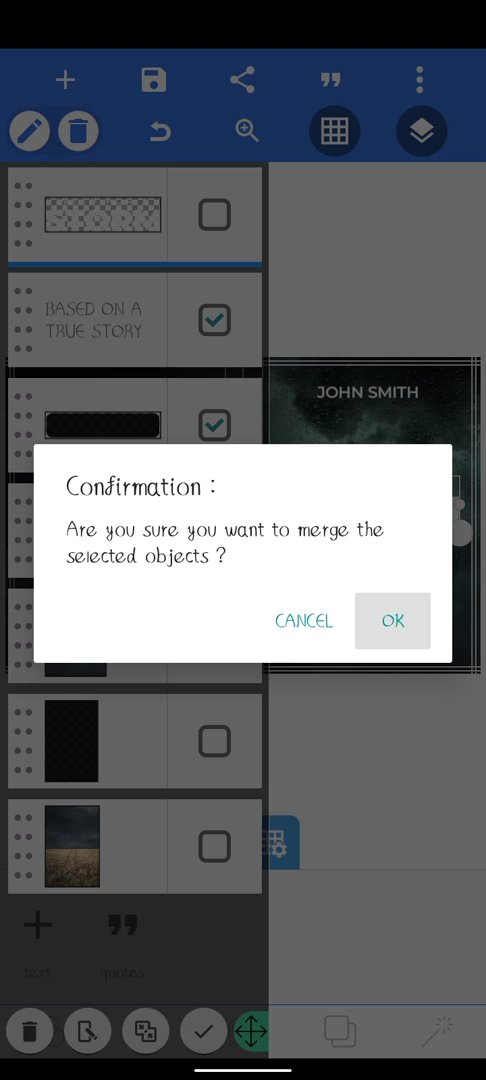 STORM
BASED ON A
TRUE STORY
JOHN SMITH
Confirmation :
Are you sure you want to merge the
selected objects ?
CANCEL
OK
text
quotes